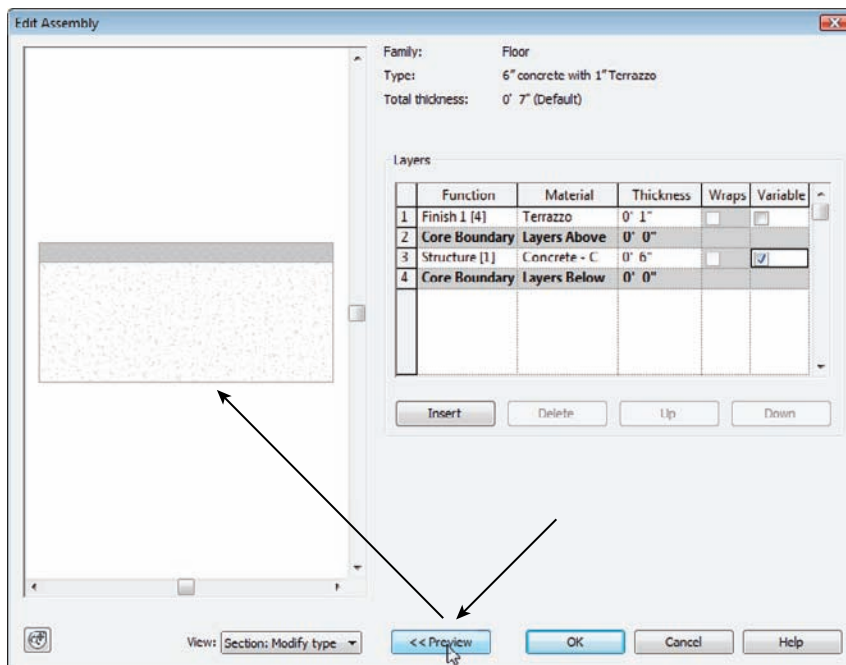 Edit Assembly
Family: Floor
Type: 6" concrete with 1" Terrazzo
Total thickness: 0' 7" (Default)
Layers
Function Material Thickness Wraps Variable
1 Finish 1 [4] Terrazzo 0' 1"
2 Core Boundary Layers Above 0' 0"
3 Structure [1] Concrete - C 0' 6"
4 Core Boundary Layers Below 0' 0"
Insert Delete Up Down
View: Section: Modify type << Preview OK Cancel Help